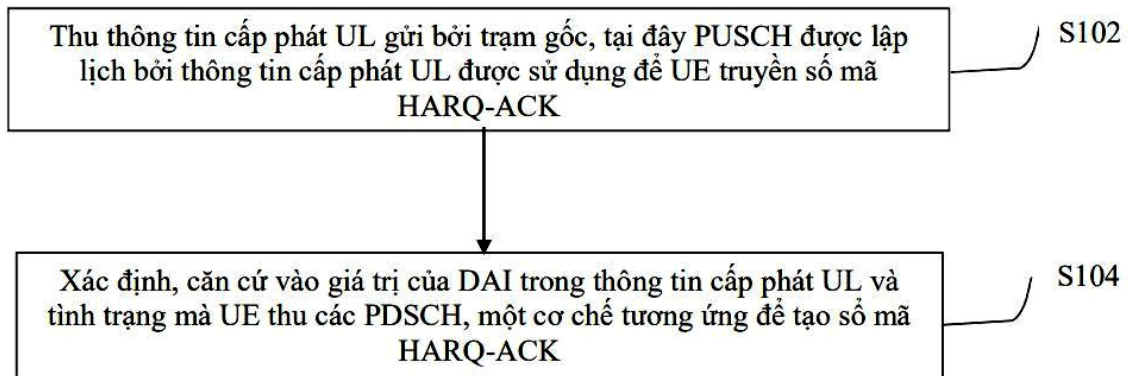 Thu thông tin cấp phát UL gửi bởi trạm gốc, tại đây PUSCH được lập
lịch bởi thông tin cấp phát UL được sử dụng để UE truyền số mã
HARQ-ACK
S102
Xác định, căn cứ vào giá trị của DAI trong thông tin cấp phát UL và
tình trạng mà UE thu các PDSCH, một cơ chế tương ứng để tạo số mã
HARQ-ACK
S104